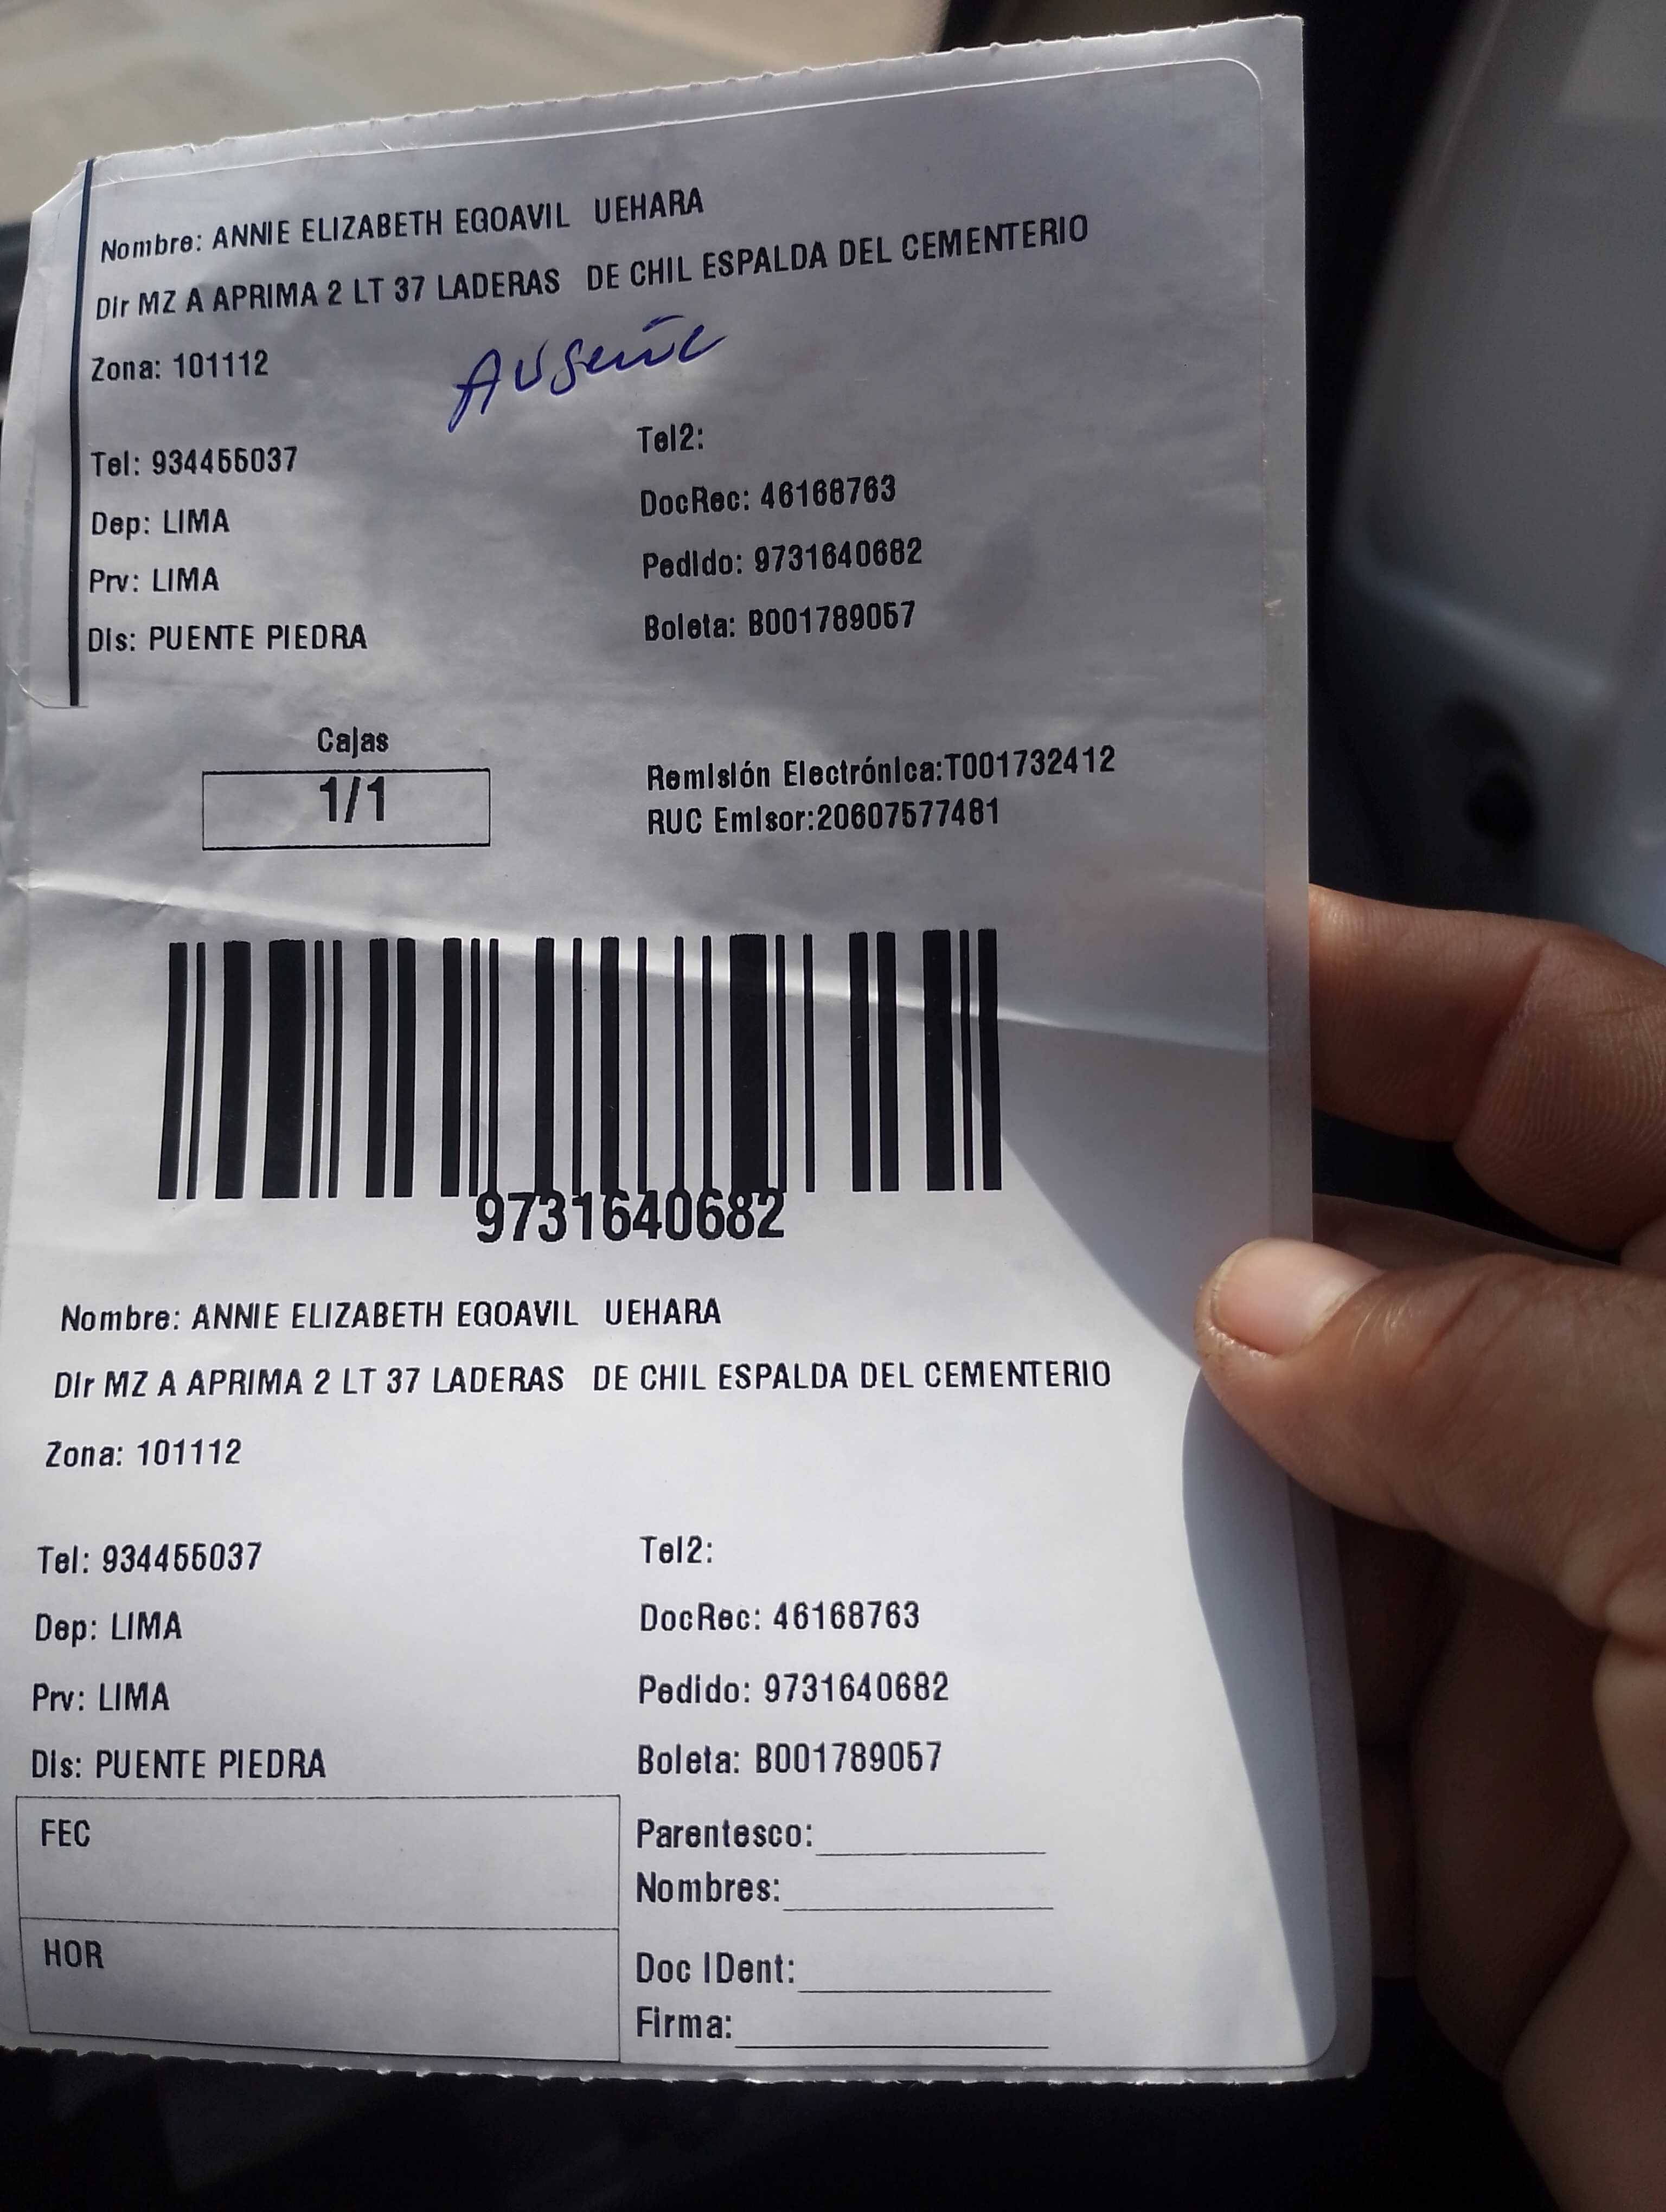 Nombre: ANNIE ELIZABETH EGOAVIL UEHARA
Dir MZ A APRIMA 2 LT 37 LADERAS DE CHIL ESPALDA DEL CEMENTERIO
Zona: 101112
Ausente
Tel: 934455037
Tel2:
Dep: LIMA
DocRec: 46168763
Prv: LIMA
Pedido: 9731640682
Dis: PUENTE PIEDRA
Boleta: B001789057
Cajas
1/1
Remisión Electrónica:T001732412
RUC Emisor:20607577481
9731640682
Nombre: ANNIE ELIZABETH EGOAVIL UEHARA
Dir MZ A APRIMA 2 LT 37 LADERAS DE CHIL ESPALDA DEL CEMENTERIO
Zona: 101112
Tel: 934455037
Tel2:
Dep: LIMA
DocRec: 46168763
Prv: LIMA
Pedido: 9731640682
Dis: PUENTE PIEDRA
Boleta: B001789057
FEC
Parentesco:
Nombres:
HOR
Doc IDent:
Firma: